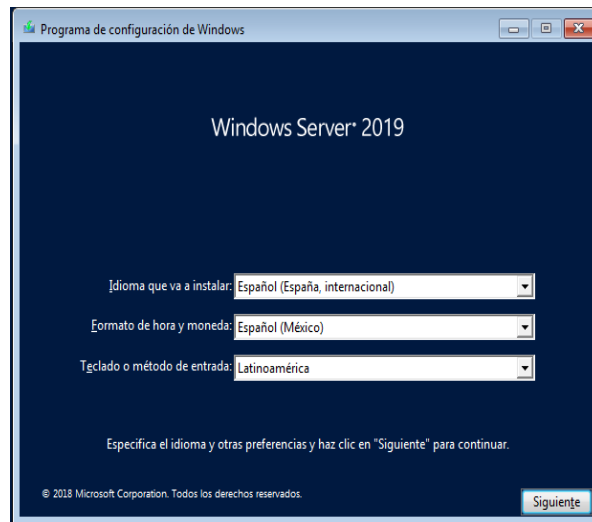 Programa de configuración de Windows
Windows Server® 2019
Idioma que va a instalar: Español (España, internacional)
Formato de hora y moneda: Español (México)
Teclado o método de entrada: Latinoamérica
Especifica el idioma y otras preferencias y haz clic en "Siguiente" para continuar.
© 2018 Microsoft Corporation. Todos los derechos reservados.
Siguiente